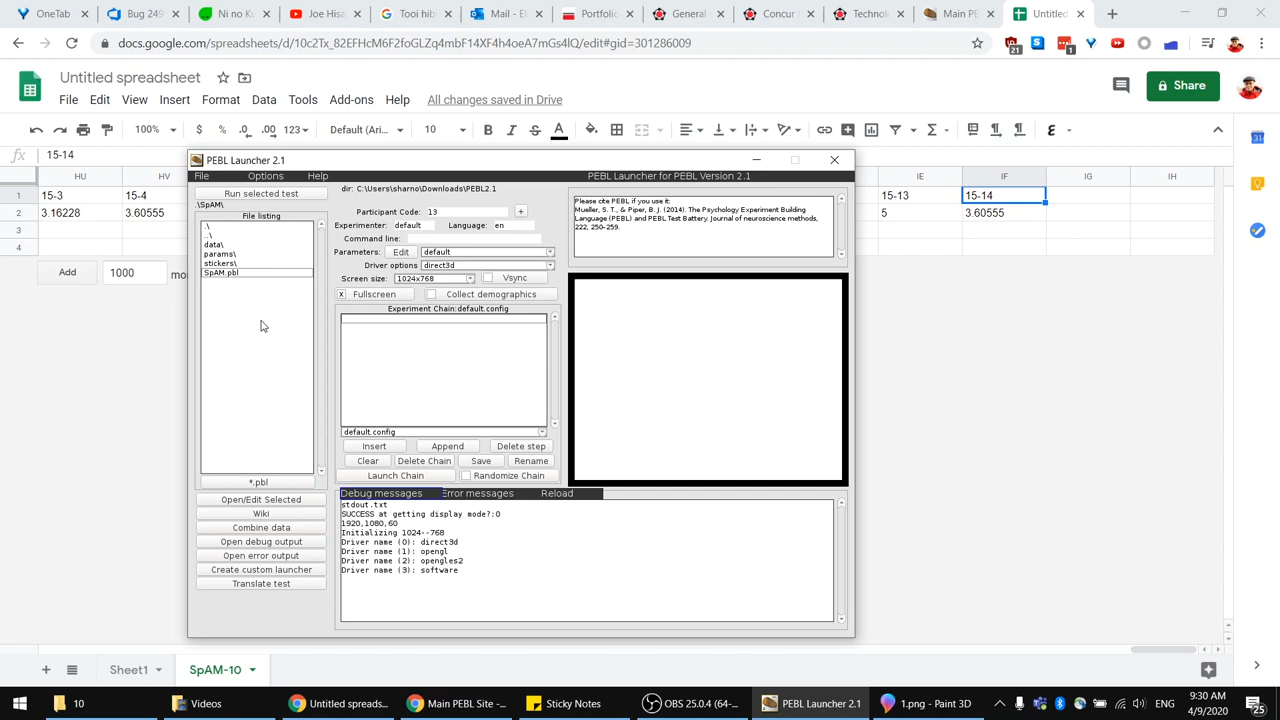 OneTab
Bug 249
Ni no Ku
(1) Hisa
Tooi hib
Mail - EL
Portfolio
General
Concur
Technol
Main PE
Untitled
docs.google.com/spreadsheets/d/10cTx_82EFHcM6F2foGLZq4mbF14XF4h4oeA7mGs4lQ/edit#gid=301286009
21
1
Untitled spreadsheet
Share
File Edit View Insert Format Data Tools Add-ons Help All changes saved in Drive
100% $ % .0 .00 123 Default (Ari... 10 B I S A
fx 15-14
HU HV IE IF IG IH
1 15-3 15-4 15-13 15-14
2 3.16228 3.60555 5 3.60555
3
4
Add 1000 mo
PEBL Launcher 2.1
File Options Help PEBL Launcher for PEBL Version 2.1
Run selected test
\SpAM\
File listing
.\
..\
data\
params\
stickers\
SpAM.pbl
*.pbl
Open/Edit Selected
Wiki
Combine data
Open debug output
Open error output
Create custom launcher
Translate test
dir: C:\Users\sharno\Downloads\PEBL2.1
Participant Code: 13 +
Experimenter: default Language: en
Command line:
Parameters: Edit default
Driver options direct3d
Screen size: 1024x768 Vsync
X Fullscreen Collect demographics
Experiment Chain:default.config
default.config
Insert Append Delete step
Clear Delete Chain Save Rename
Launch Chain Randomize Chain
Please cite PEBL if you use it:
Mueller, S. T., & Piper, B. J. (2014). The Psychology Experiment Building
Language (PEBL) and PEBL Test Battery. Journal of neuroscience methods,
222, 250-259.
Debug messages Error messages Reload
stdout.txt
SUCCESS at getting display mode?:0
1920,1080,60
Initializing 1024--768
Driver name (0): direct3d
Driver name (1): opengl
Driver name (2): opengles2
Driver name (3): software
Sheet1 SpAM-10
10
Videos
Untitled spreadshe...
Main PEBL Site -...
Sticky Notes
OBS 25.0.4 (64-...
PEBL Launcher 2.1
1.png - Paint 3D
ENG
9:30 AM
4/9/2020
25